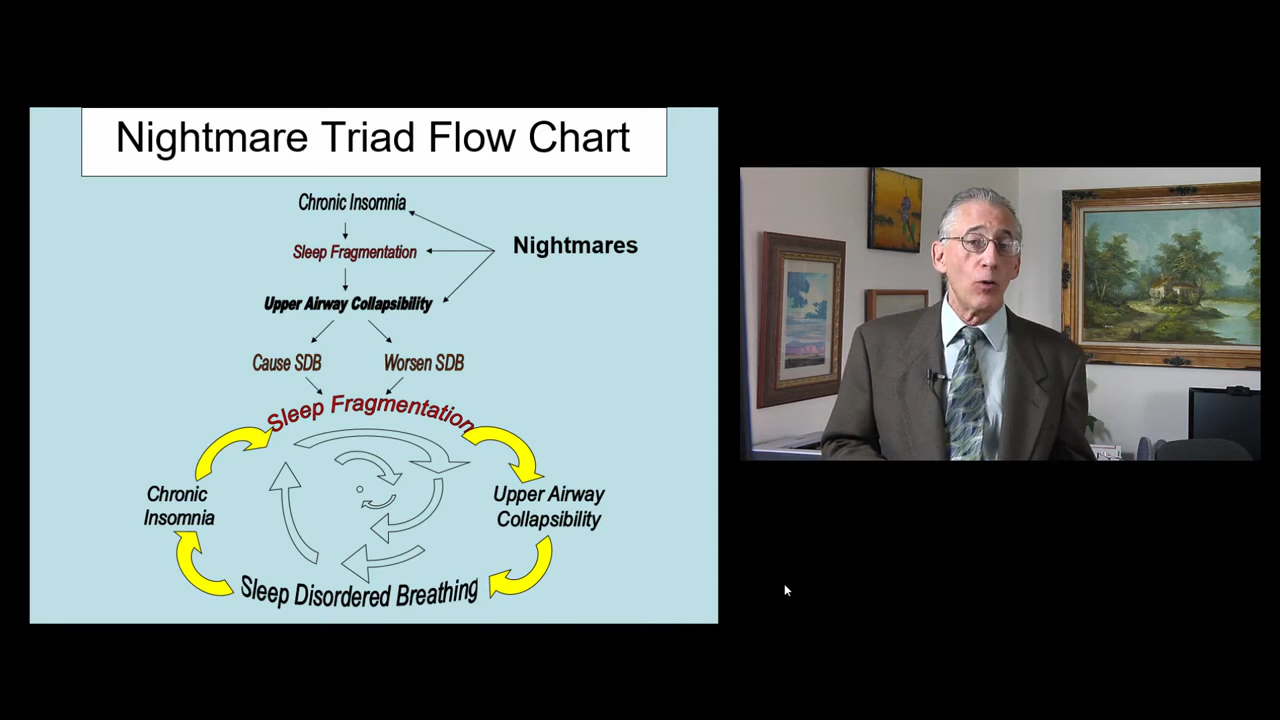 Nightmare Triad Flow Chart
Chronic Insomnia
Nightmares
Sleep Fragmentation
Upper Airway Collapsibility
Cause SDB
Worsen SDB
Sleep Fragmentation
Chronic
Insomnia
Upper Airway
Collapsibility
Sleep Disordered Breathing